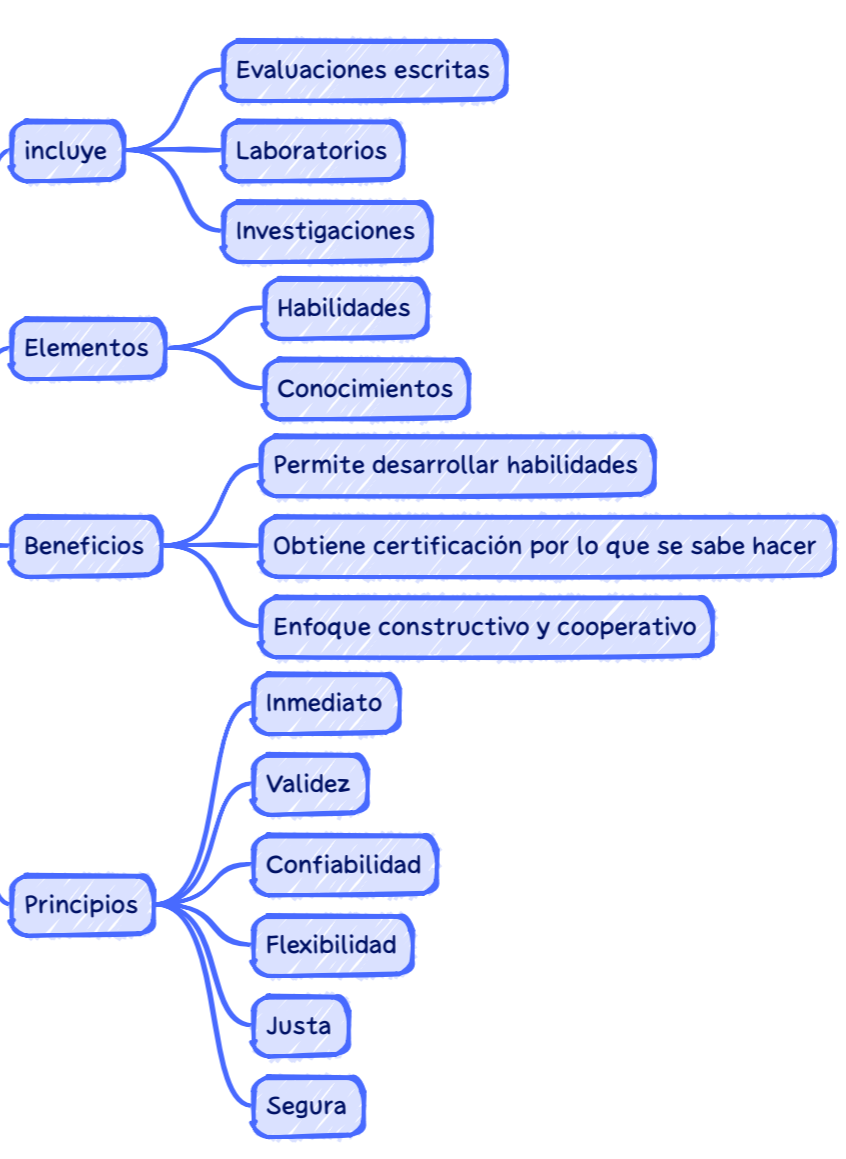 incluye
Evaluaciones escritas
Laboratorios
Investigaciones
Elementos
Habilidades
Conocimientos
Beneficios
Permite desarrollar habilidades
Obtiene certificación por lo que se sabe hacer
Enfoque constructivo y cooperativo
Principios
Inmediato
Validez
Confiabilidad
Flexibilidad
Justa
Segura